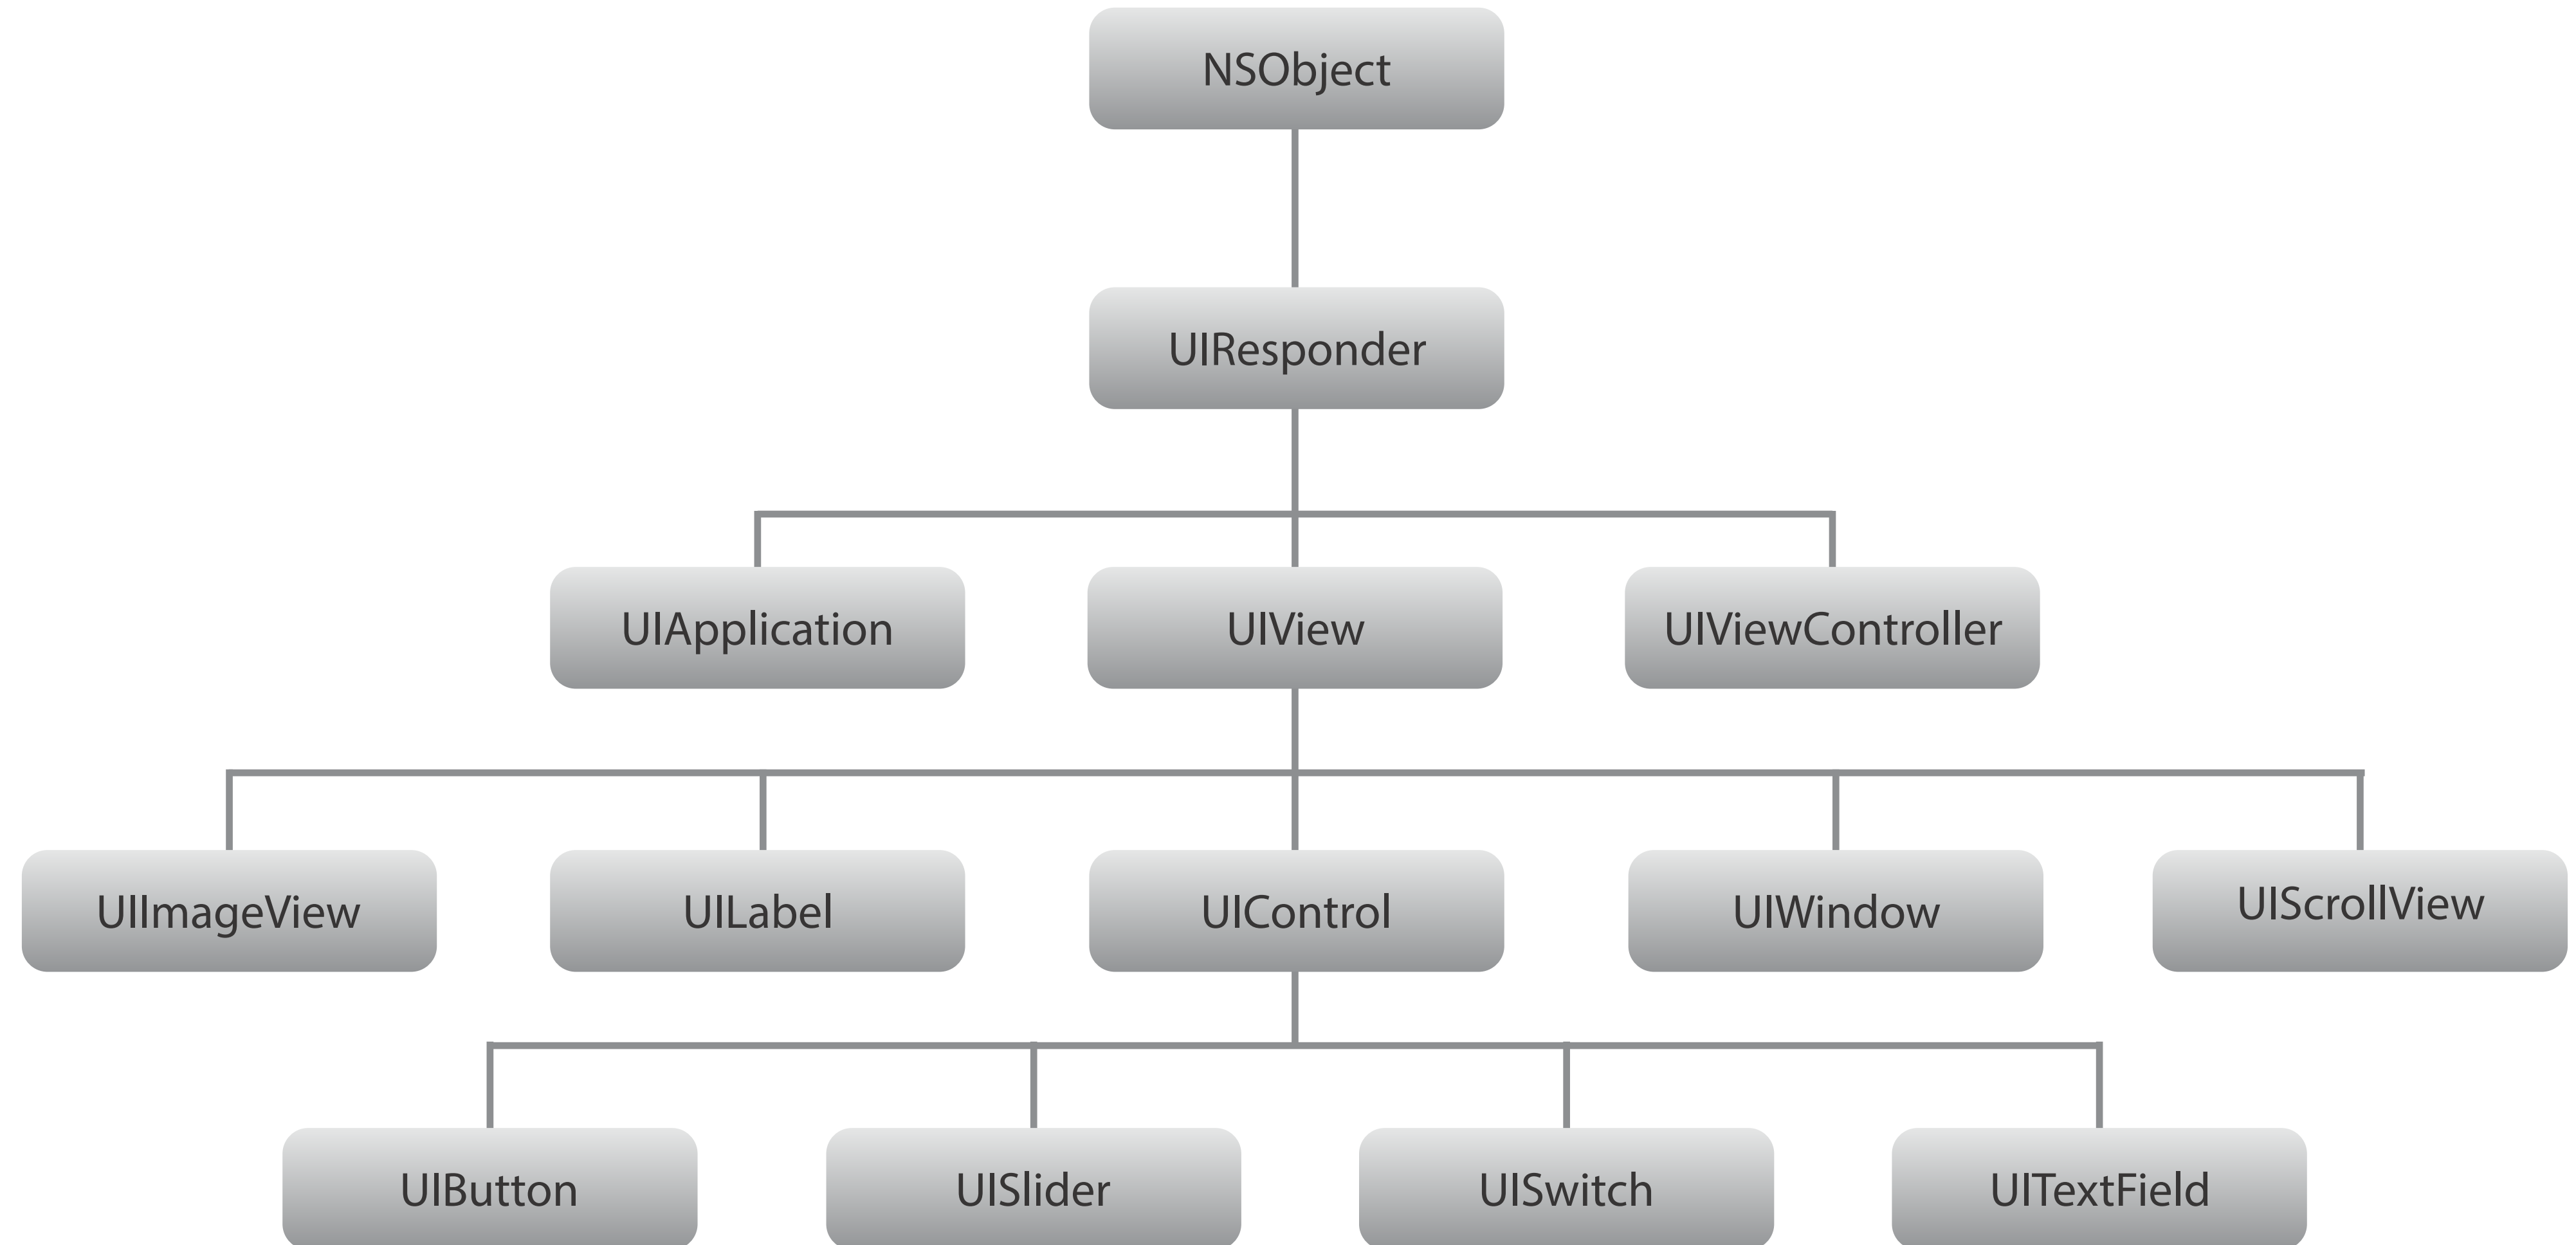 NSObject
UIResponder
UIApplication
UIView
UIViewController
UIImageView
UILabel
UIControl
UIWindow
UIScrollView
UIButton
UISlider
UISwitch
UITextField